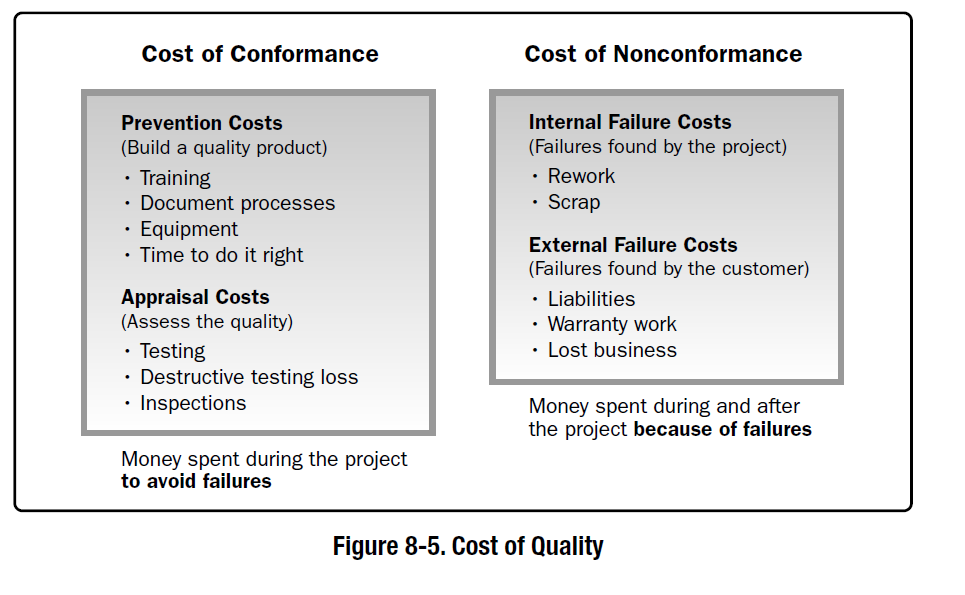 Cost of Conformance
Prevention Costs
(Build a quality product)
• Training
• Document processes
• Equipment
• Time to do it right
Appraisal Costs
(Assess the quality)
• Testing
• Destructive testing loss
• Inspections
Money spent during the project
to avoid failures
Cost of Nonconformance
Internal Failure Costs
(Failures found by the project)
• Rework
• Scrap
External Failure Costs
(Failures found by the customer)
• Liabilities
• Warranty work
• Lost business
Money spent during and after
the project because of failures
Figure 8-5. Cost of Quality